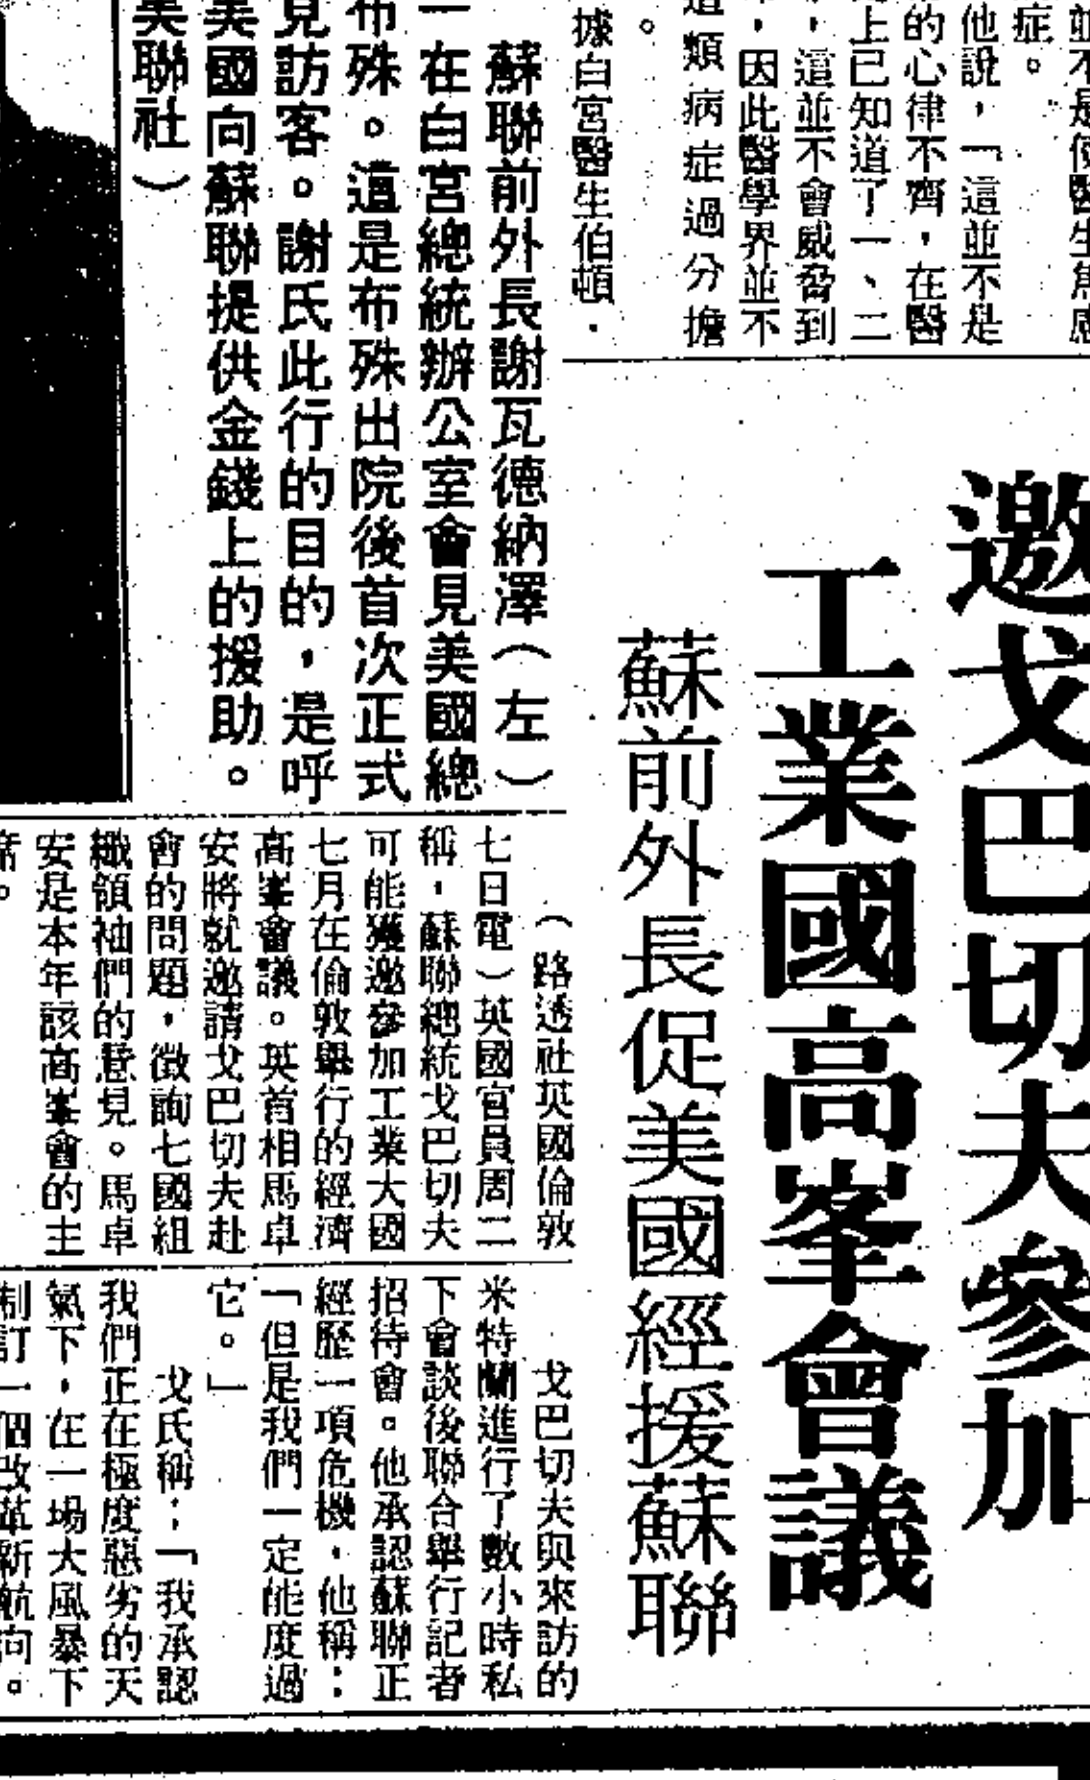 症。
他說，「這並不是
的心律不齊，在醫
上已知道了一、二
，這並不會威脅到
，因此醫學界並不
類病症過分擔
。
據白宮醫生伯頓．
邀戈巴切夫參加
工業國高峯會議
蘇前外長促美國經援蘇聯
蘇聯前外長謝瓦德納澤（左）
一在白宮總統辦公室會見美國總
布殊。這是布殊出院後首次正式
見訪客。謝氏此行的目的，是呼
美國向蘇聯提供金錢上的援助。
美聯社）
（路透社英國倫敦
七日電）英國官員周二
稱，蘇聯總統戈巴切夫
可能獲邀參加工業大國
七月在倫敦舉行的經濟
高峯會議。英首相馬卓
安將就邀請戈巴切夫赴
會的問題，徵詢七國組
織領袖們的意見。馬卓
安是本年該高峯會的主
席。
戈巴切夫與來訪的
米特蘭進行了數小時私
下會談後聯合舉行記者
招待會。他承認蘇聯正
經歷一項危機，他稱：
「但是我們一定能度過
它。」
戈氏稱：「我承認
我們正在極度惡劣的天
氣下，在一場大風暴下
制訂一個改革新航向。